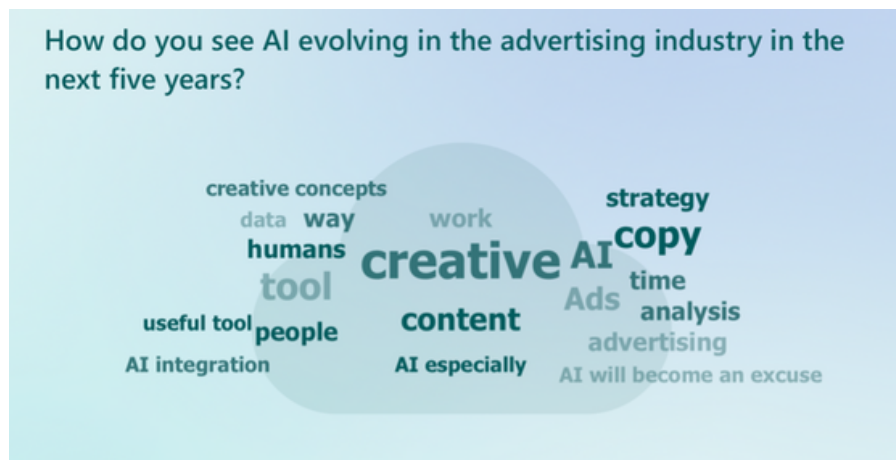 How do you see AI evolving in the advertising industry in the
next five years?
creative concepts
strategy
data way
work
copy
humans
creative AI
tool
time
Ads
analysis
useful tool
people
content
advertising
AI integration
AI especially
AI will become an excuse